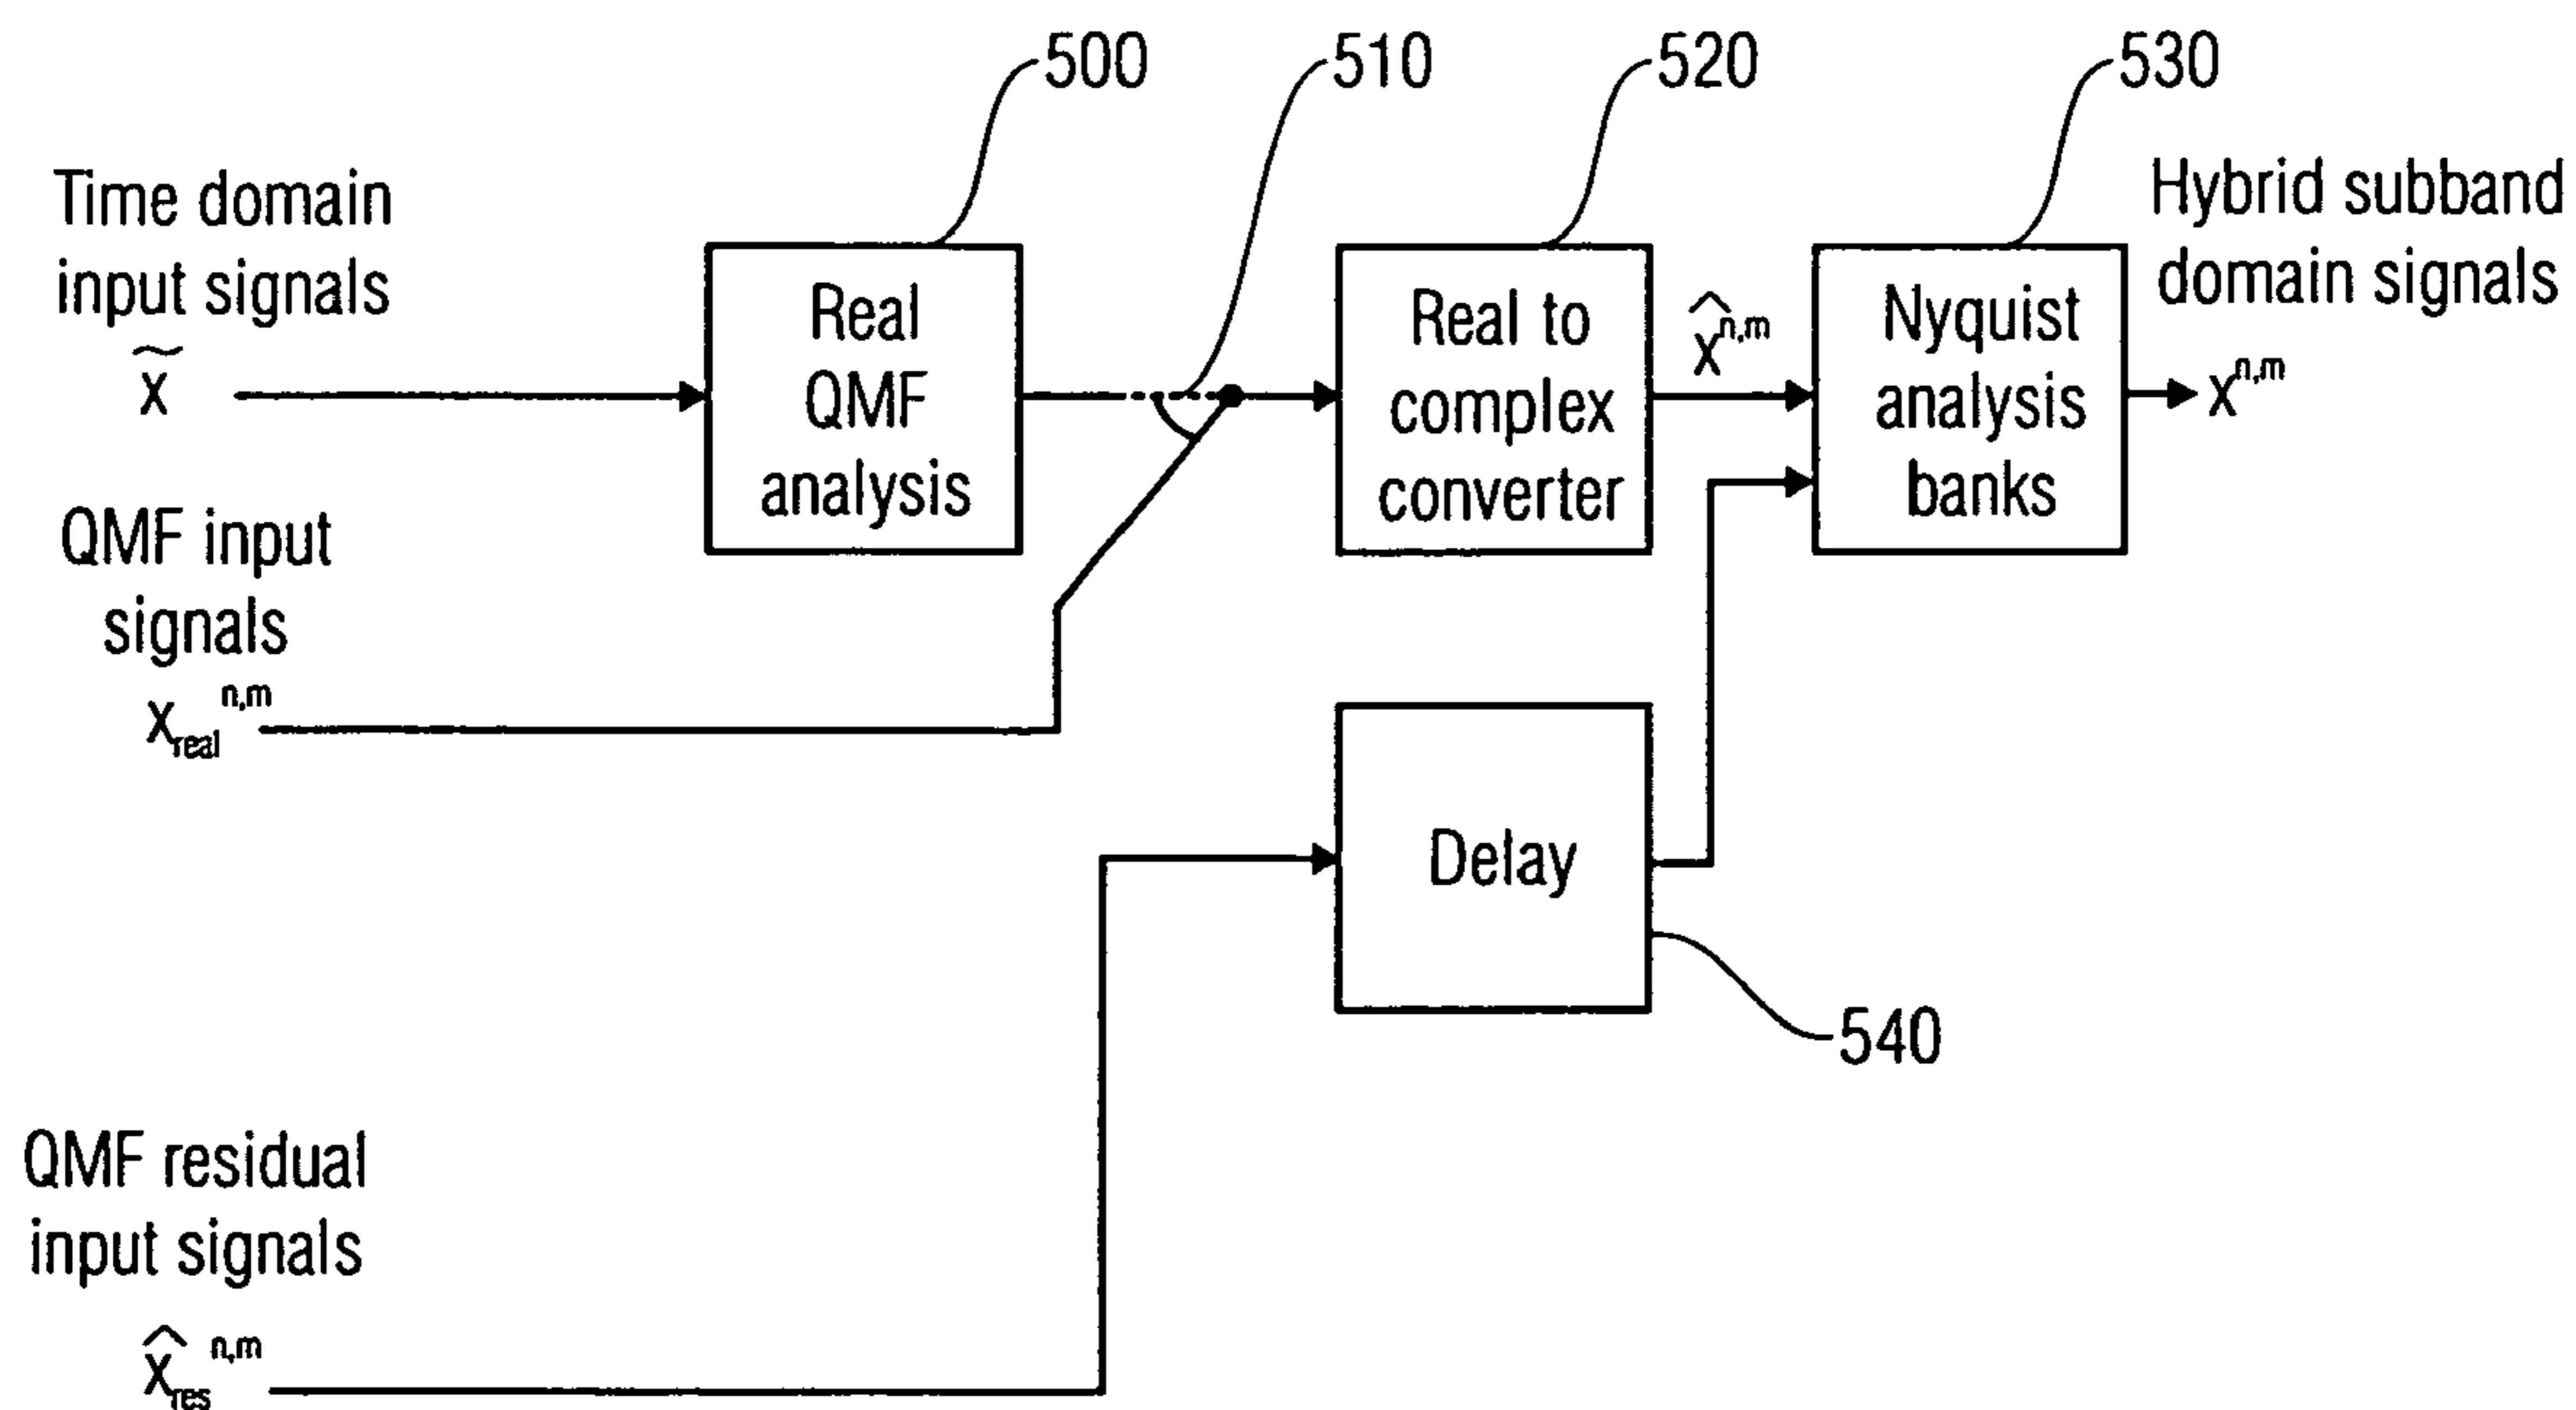 500
510
520
530
Time domain
input signals
x̃
Real
QMF
analysis
Real to
complex
converter
x̂^n,m
Nyquist
analysis
banks
Hybrid subband
domain signals
x^n,m
QMF input
signals
x_real^n,m
Delay
540
QMF residual
input signals
x̂_res^n,m